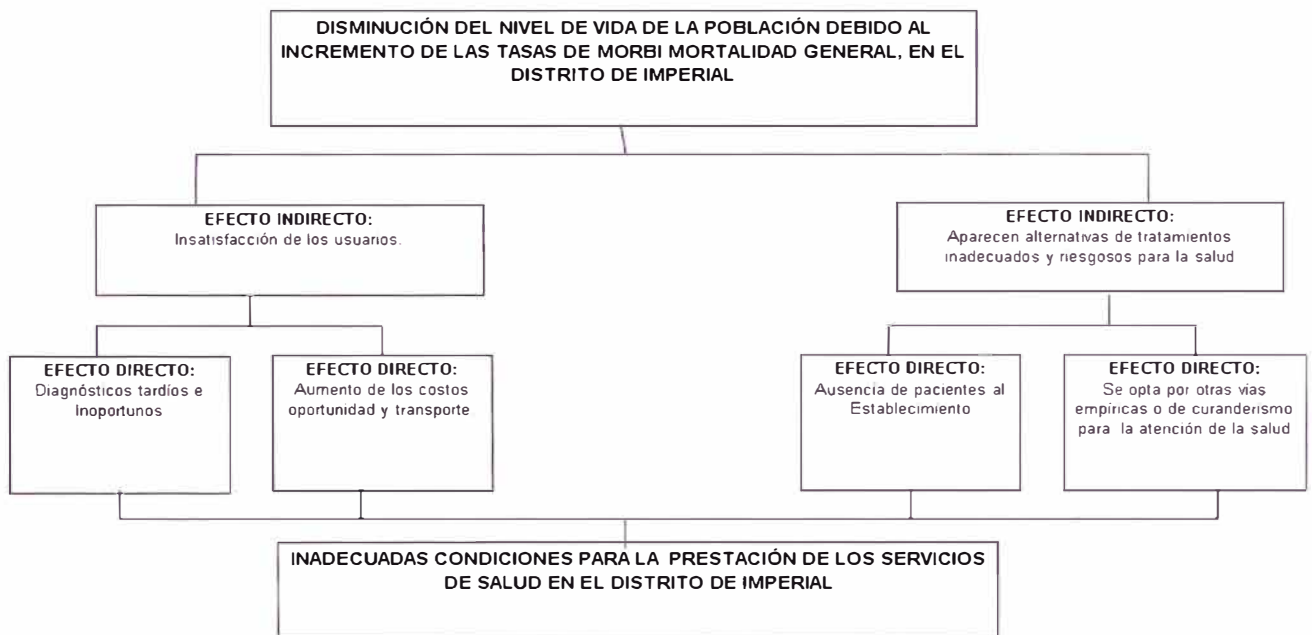 DISMINUCIÓN DEL NIVEL DE VIDA DE LA POBLACIÓN DEBIDO AL
INCREMENTO DE LAS TASAS DE MORBI MORTALIDAD GENERAL, EN EL
DISTRITO DE IMPERIAL
EFECTO INDIRECTO:
Insatisfacción de los usuarios.
EFECTO INDIRECTO:
Aparecen alternativas de tratamientos
inadecuados y riesgosos para la salud
EFECTO DIRECTO:
Diagnósticos tardíos e
Inoportunos
EFECTO DIRECTO:
Aumento de los costos
oportunidad y transporte
EFECTO DIRECTO:
Ausencia de pacientes al
Establecimiento
EFECTO DIRECTO:
Se opta por otras vías
empíricas o de curanderismo
para la atención de la salud
INADECUADAS CONDICIONES PARA LA PRESTACIÓN DE LOS SERVICIOS
DE SALUD EN EL DISTRITO DE IMPERIAL